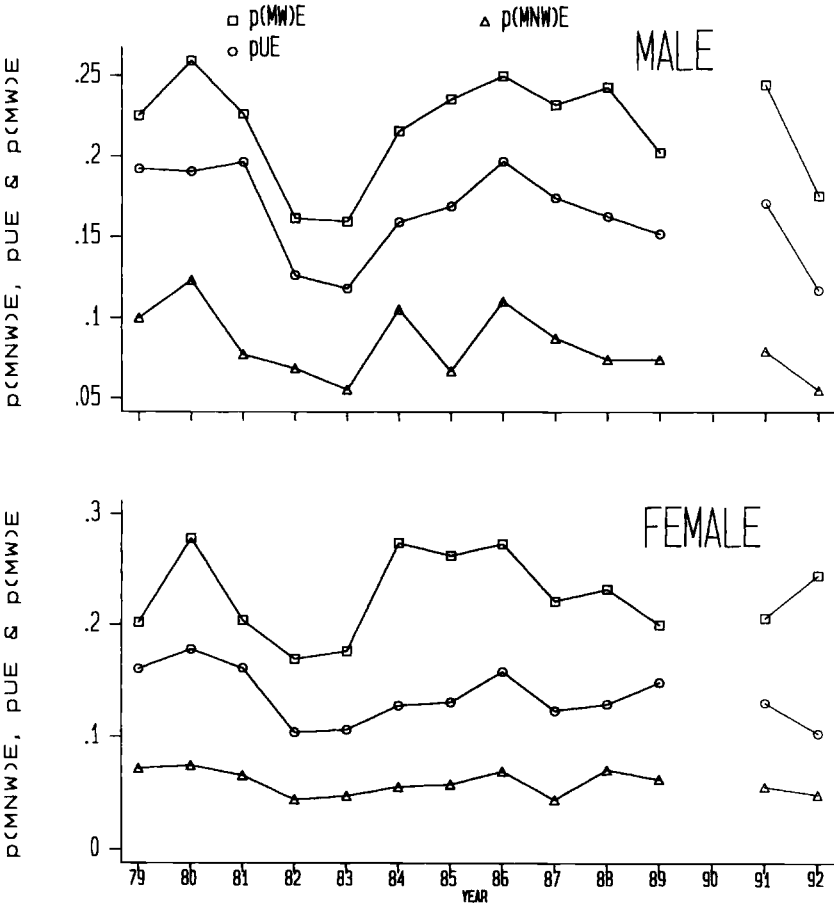 p(MW)E
p(MNW)E
pUE
MALE
p(MNW)E, pUE & p(MW)E
.25
.2
.15
.1
.05
FEMALE
p(MNW)E, pUE & p(MW)E
.3
.2
.1
0
79 80 81 82 83 84 85 86 87 88 89 90 91 92
YEAR